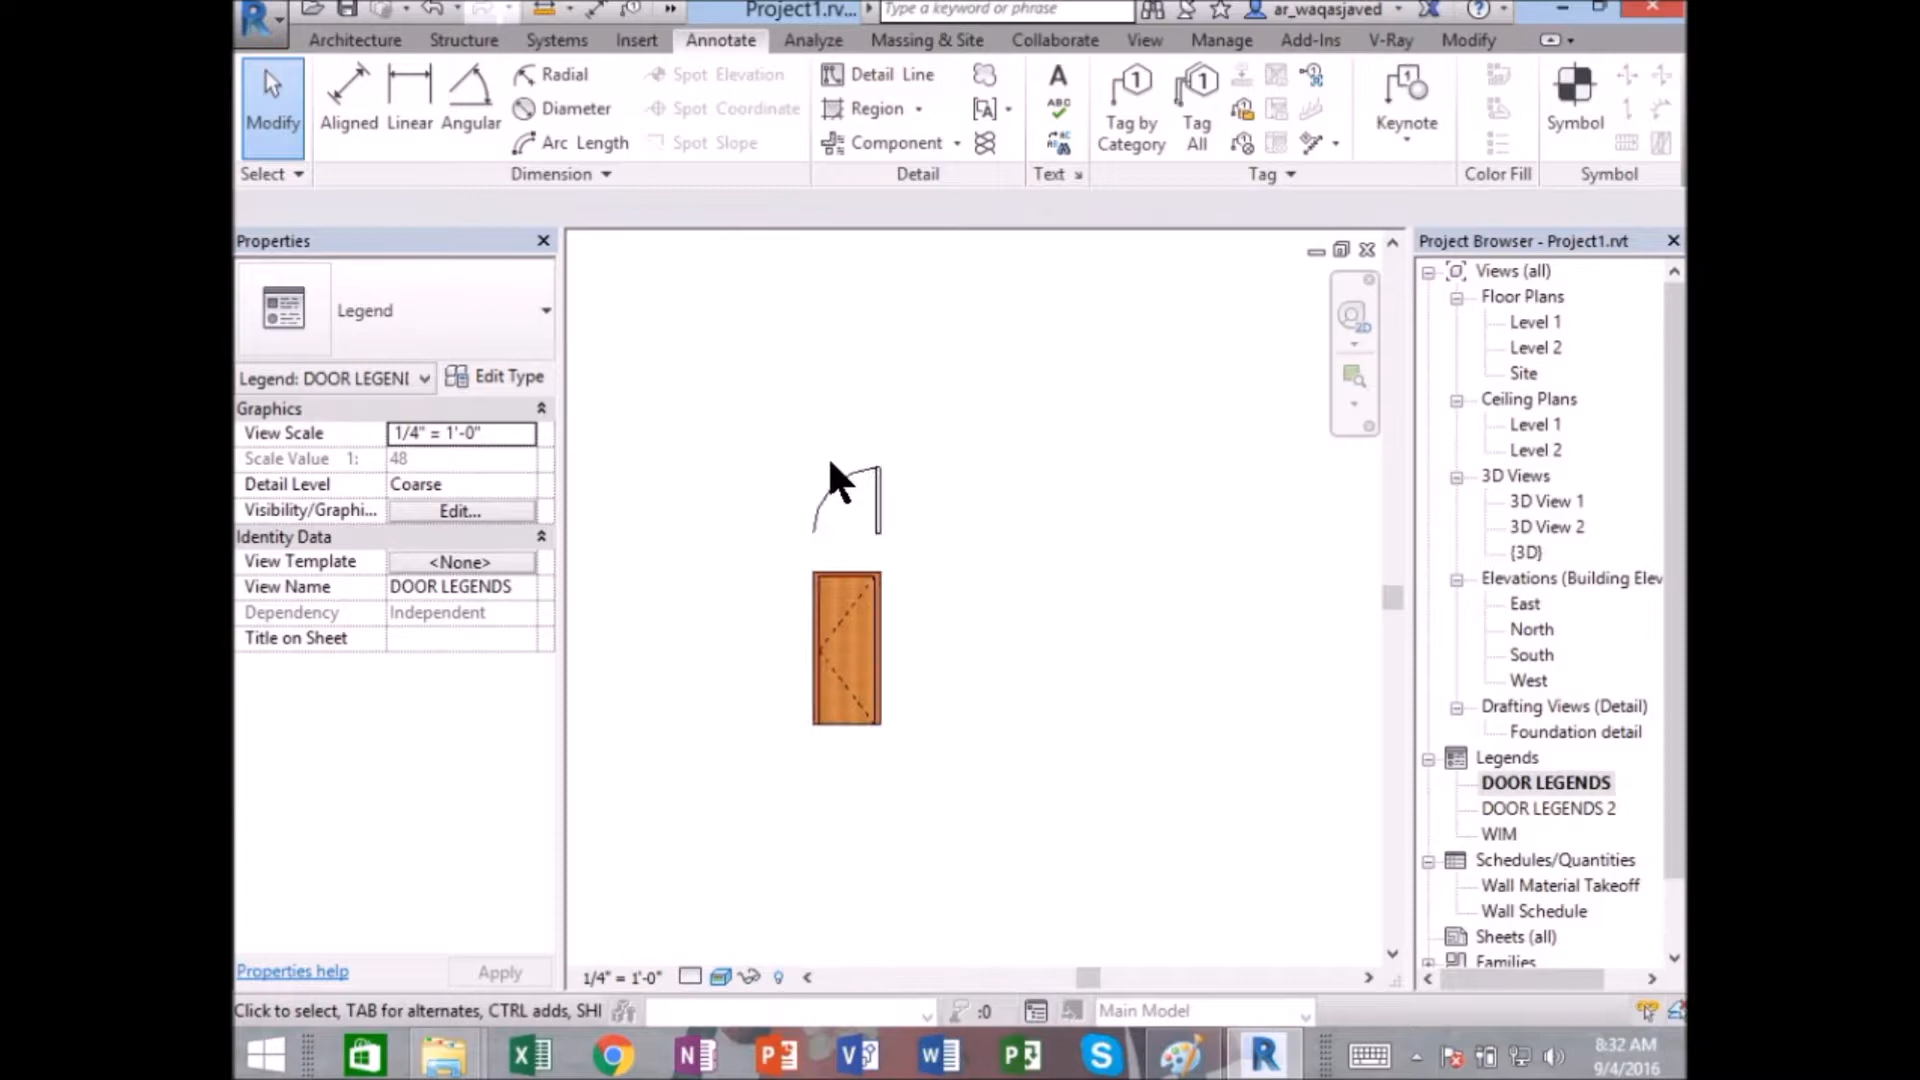 Project1.rv...
Type a keyword or phrase
ar_waqasjaved
Architecture Structure Systems Insert Annotate Analyze Massing & Site Collaborate View Manage Add-Ins V-Ray Modify
Modify
Aligned Linear Angular
Radial
Diameter
Arc Length
Spot Elevation
Spot Coordinate
Spot Slope
Detail Line
Region
Component
A
ABC
Tag by Category
Tag All
Keynote
Symbol
Select Dimension Detail Text Tag Color Fill Symbol
Properties
Legend
Legend: DOOR LEGEND
Edit Type
Graphics
View Scale 1/4" = 1'-0"
Scale Value 1: 48
Detail Level Coarse
Visibility/Graphi... Edit...
Identity Data
View Template <None>
View Name DOOR LEGENDS
Dependency Independent
Title on Sheet
Properties help
Apply
2D
Project Browser - Project1.rvt
Views (all)
Floor Plans
Level 1
Level 2
Site
Ceiling Plans
Level 1
Level 2
3D Views
3D View 1
3D View 2
{3D}
Elevations (Building Elev
East
North
South
West
Drafting Views (Detail)
Foundation detail
Legends
DOOR LEGENDS
DOOR LEGENDS 2
WIM
Schedules/Quantities
Wall Material Takeoff
Wall Schedule
Sheets (all)
Families
1/4" = 1'-0"
Click to select, TAB for alternates, CTRL adds, SHI
:0
Main Model
8:32 AM
9/4/2016